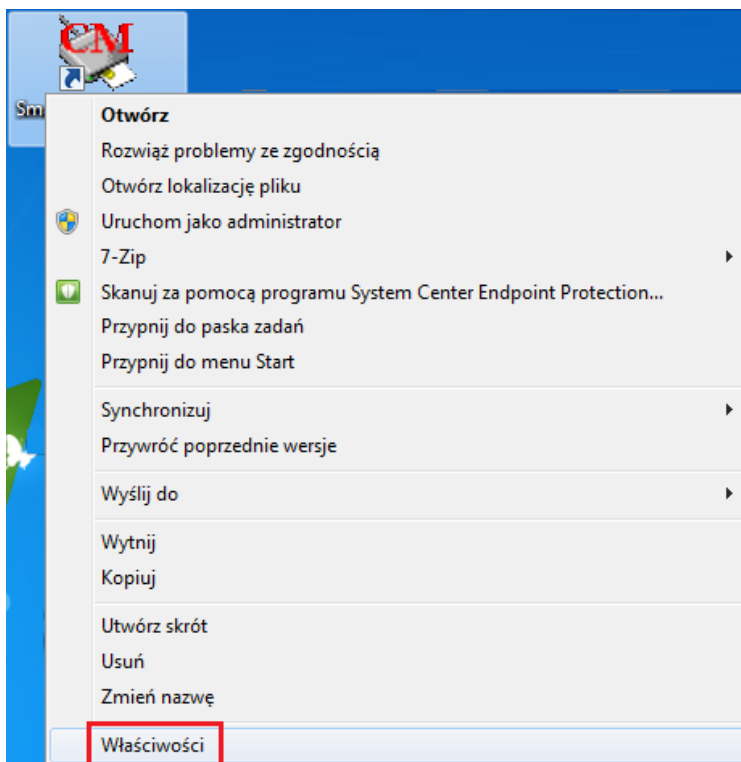 CM
Sm
Otwórz
Rozwiąż problemy ze zgodnością
Otwórz lokalizację pliku
Uruchom jako administrator
7-Zip
Skanuj za pomocą programu System Center Endpoint Protection...
Przypnij do paska zadań
Przypnij do menu Start
Synchronizuj
Przywróć poprzednie wersje
Wyślij do
Wytnij
Kopiuj
Utwórz skrót
Usuń
Zmień nazwę
Właściwości